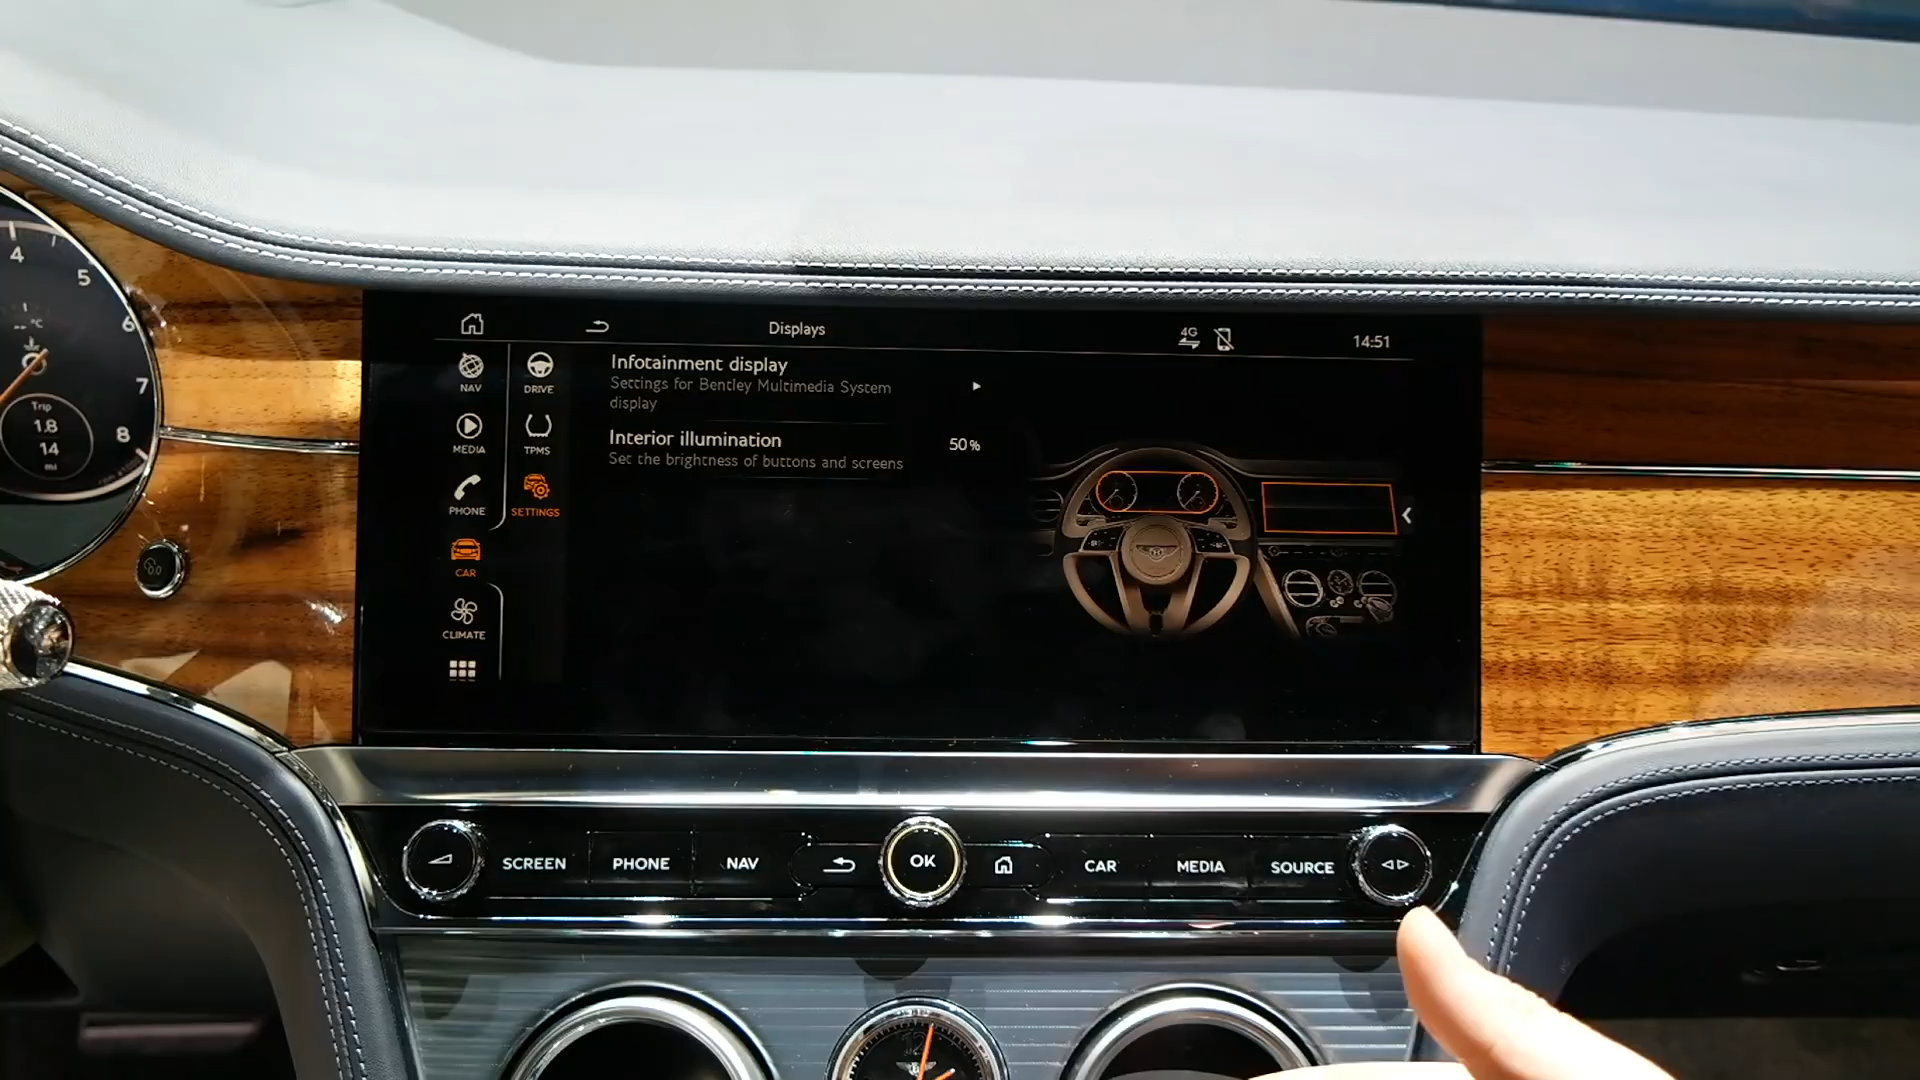 Displays
4G
14:51
NAV
MEDIA
PHONE
CAR
CLIMATE
DRIVE
TPMS
SETTINGS
Infotainment display
Settings for Bentley Multimedia System
display
Interior illumination
50%
Set the brightness of buttons and screens
4
5
6
7
8
°C
Trip
1.8
14
mi
SCREEN
PHONE
NAV
OK
CAR
MEDIA
SOURCE
12